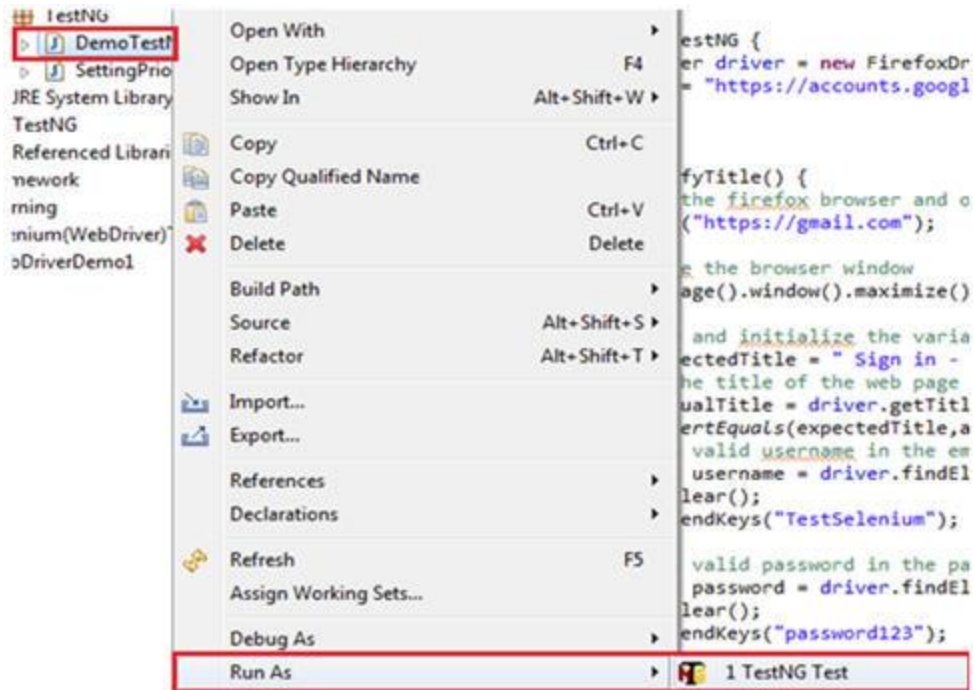 TestNG
DemoTestN
SettingPrio
JRE System Library
TestNG
Referenced Librari
mework
rning
enium(WebDriver)T
oDriverDemo1
Open With
Open Type Hierarchy F4
Show In Alt+Shift+W
Copy Ctrl+C
Copy Qualified Name
Paste Ctrl+V
Delete Delete
Build Path
Source Alt+Shift+S
Refactor Alt+Shift+T
Import...
Export...
References
Declarations
Refresh F5
Assign Working Sets...
Debug As
Run As
1 TestNG Test
estNG {
er driver = new FirefoxDr
= "https://accounts.googl
fyTitle() {
the firefox browser and o
("https://gmail.com");
e the browser window
age().window().maximize()
and initialize the varia
ectedTitle = " Sign in -
he title of the web page
ualTitle = driver.getTitl
ertEquals(expectedTitle,a
valid username in the em
username = driver.findEl
lear();
endKeys("TestSelenium");
valid password in the pa
password = driver.findEl
lear();
endKeys("password123");